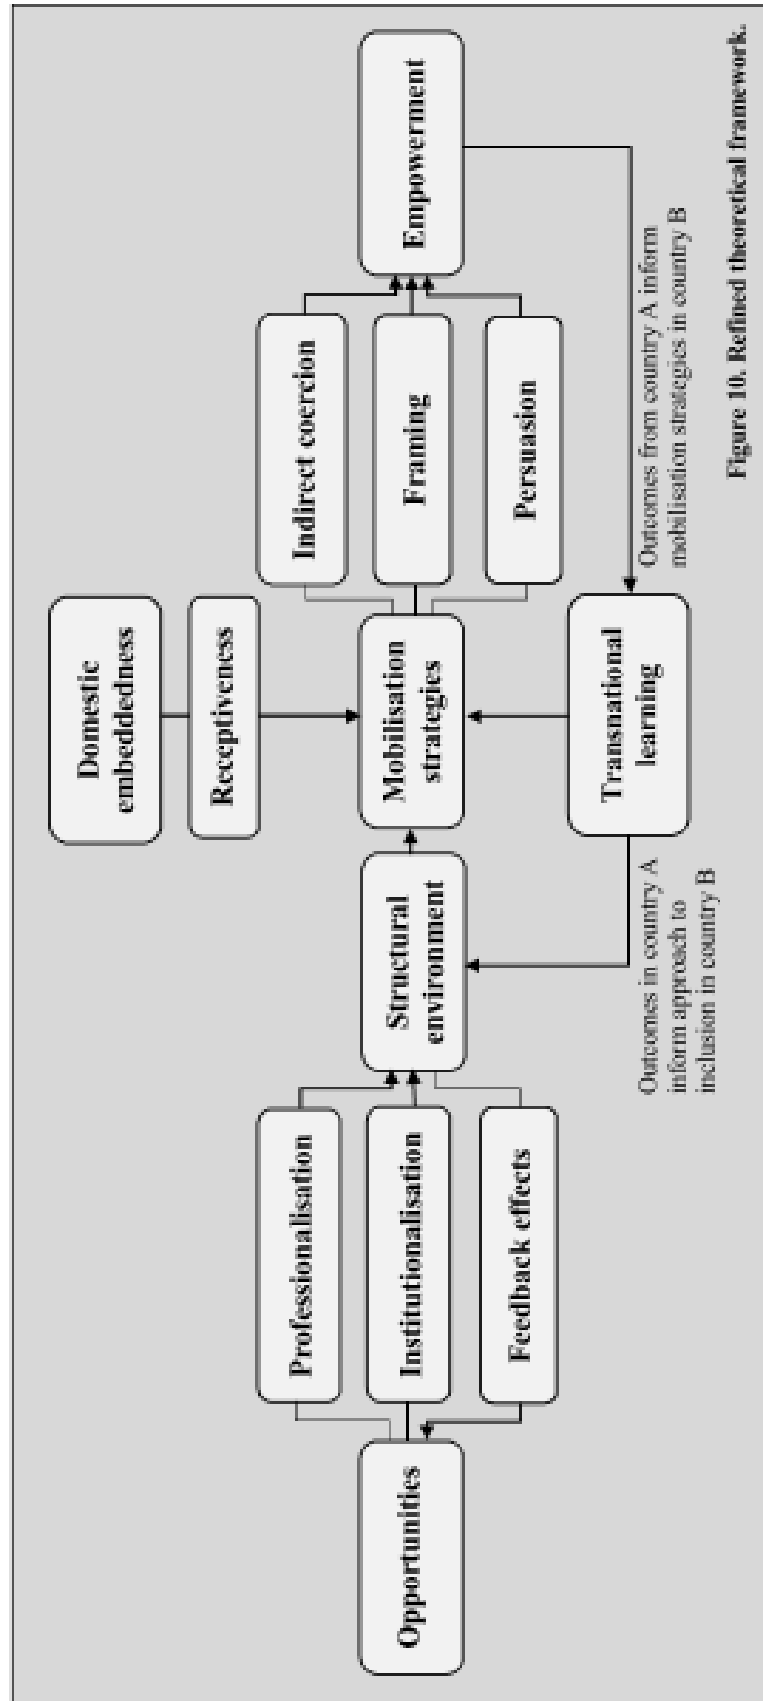 Domestic
embeddedness
Receptiveness
Professionalisation
Indirect coercion
Opportunities
Institutionalisation
Structural
environment
Mobilisation
strategies
Framing
Empowerment
Feedback effects
Persuasion
Transnational
learning
Outcomes in country A
inform approach to
inclusion in country B
Outcomes from country A inform
mobilisation strategies in country B
Figure 10. Refined theoretical framework.